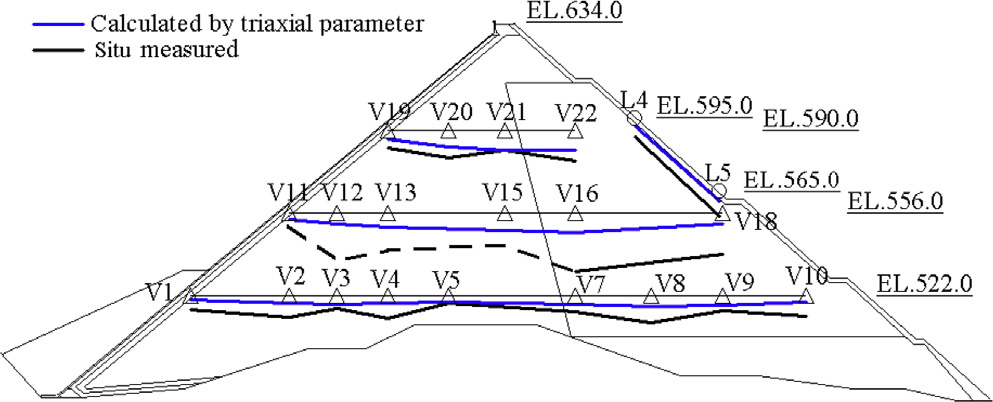 EL.634.0
Calculated by triaxial parameter
Situ measured
V19 V20 V21 V22 L4 EL.595.0 EL.590.0
V11 V12 V13 V15 V16 L5 EL.565.0 EL.556.0
V18
V1 V2 V3 V4 V5 V7 V8 V9 V10 EL.522.0